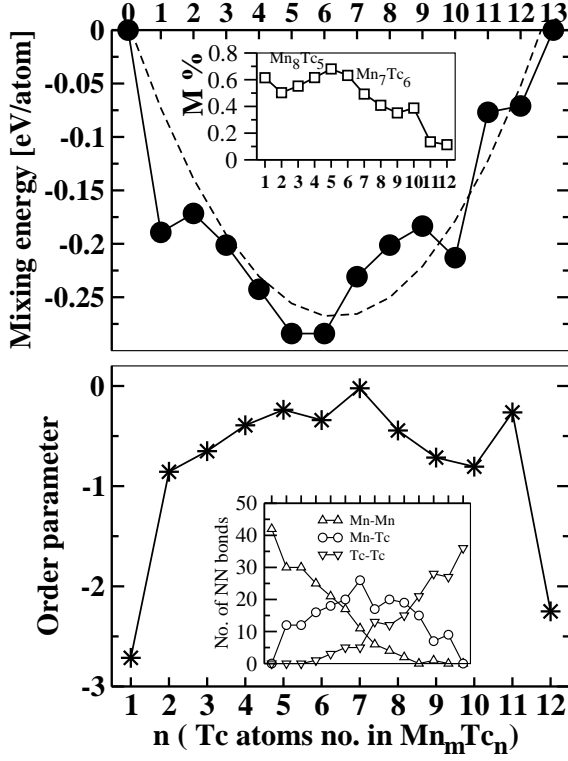 0 1 2 3 4 5 6 7 8 9 10 11 12 13
Mixing energy [eV/atom]
0
-0.05
-0.1
-0.15
-0.2
-0.25
M %
0.8
0.6
0.4
0.2
0
Mn8Tc5
Mn7Tc6
1 2 3 4 5 6 7 8 9 10 11 12
Order parameter
0
-1
-2
-3
No. of NN bonds
50
40
30
20
10
0
Mn-Mn
Mn-Tc
Tc-Tc
1 2 3 4 5 6 7 8 9 10 11 12
n ( Tc atoms no. in MnmTcn)